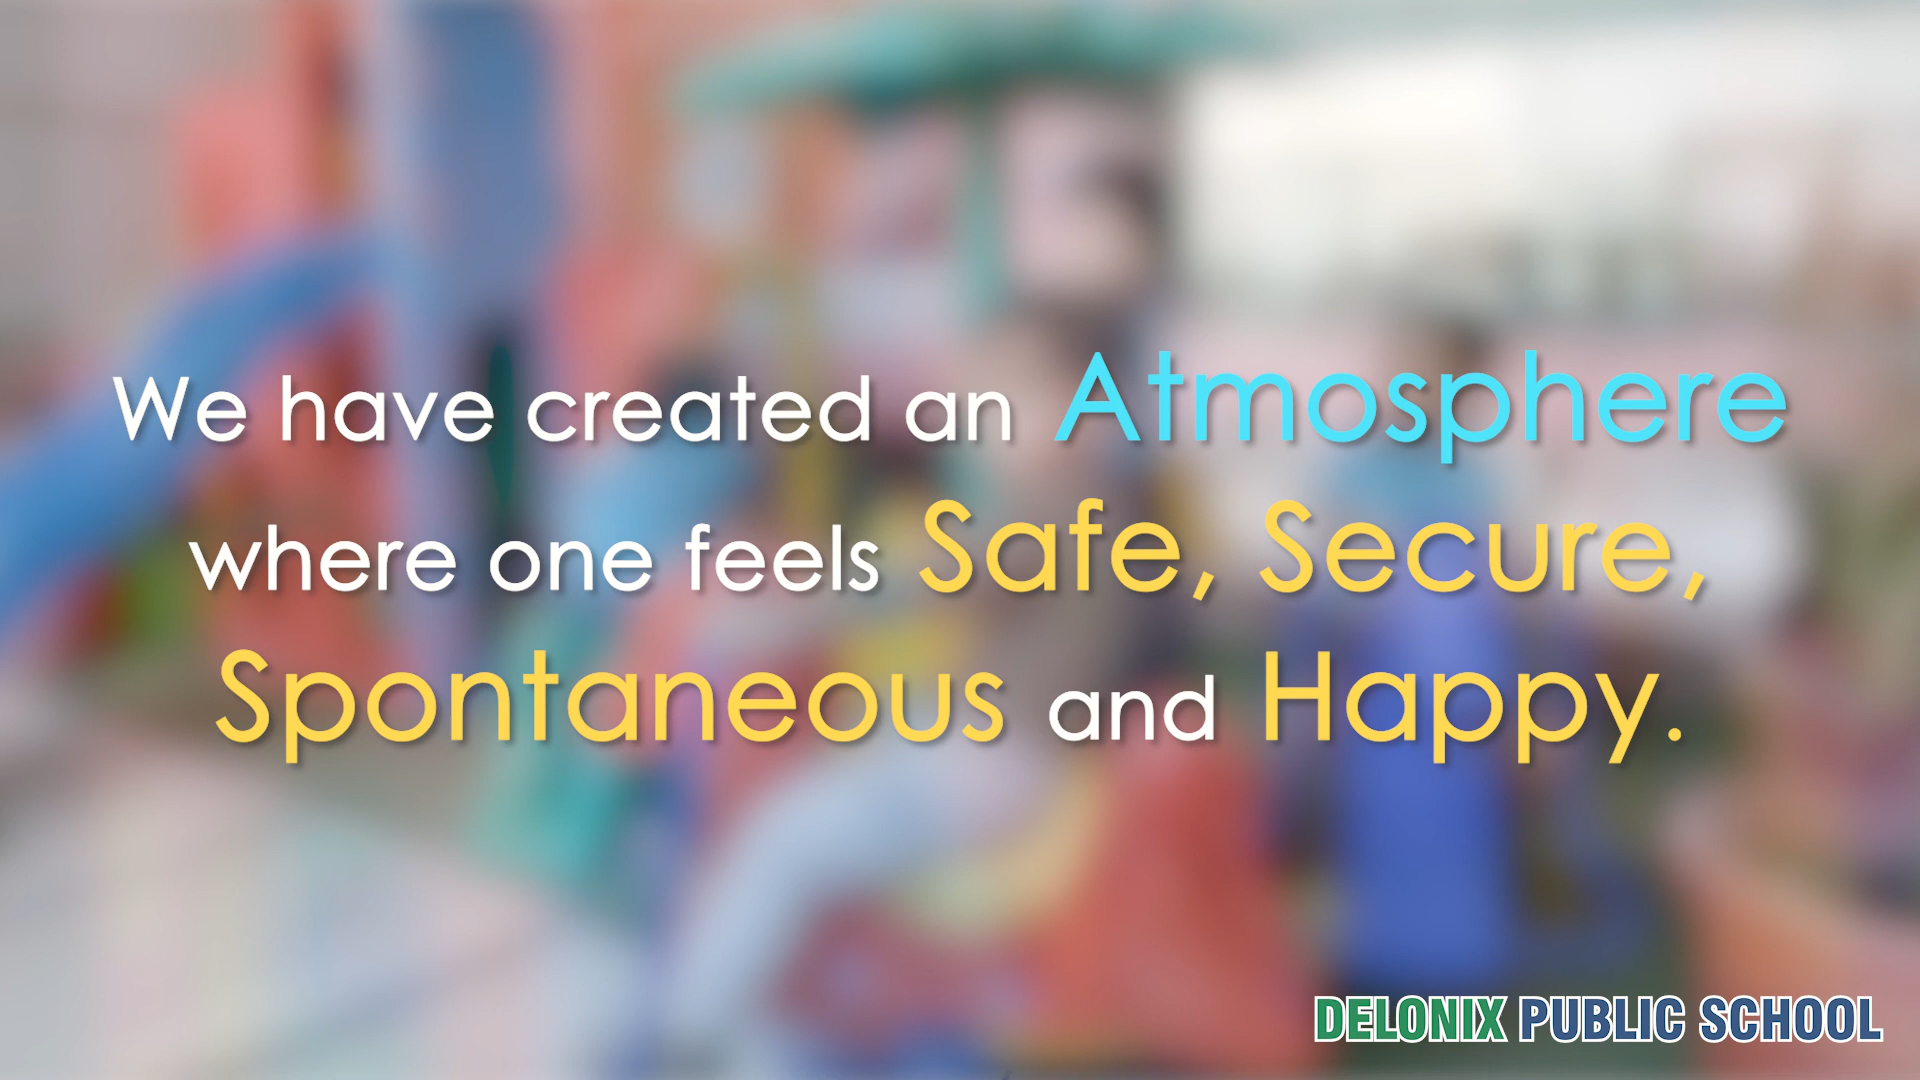 We have created an Atmosphere
where one feels Safe, Secure,
Spontaneous and Happy.
DELONIX PUBLIC SCHOOL